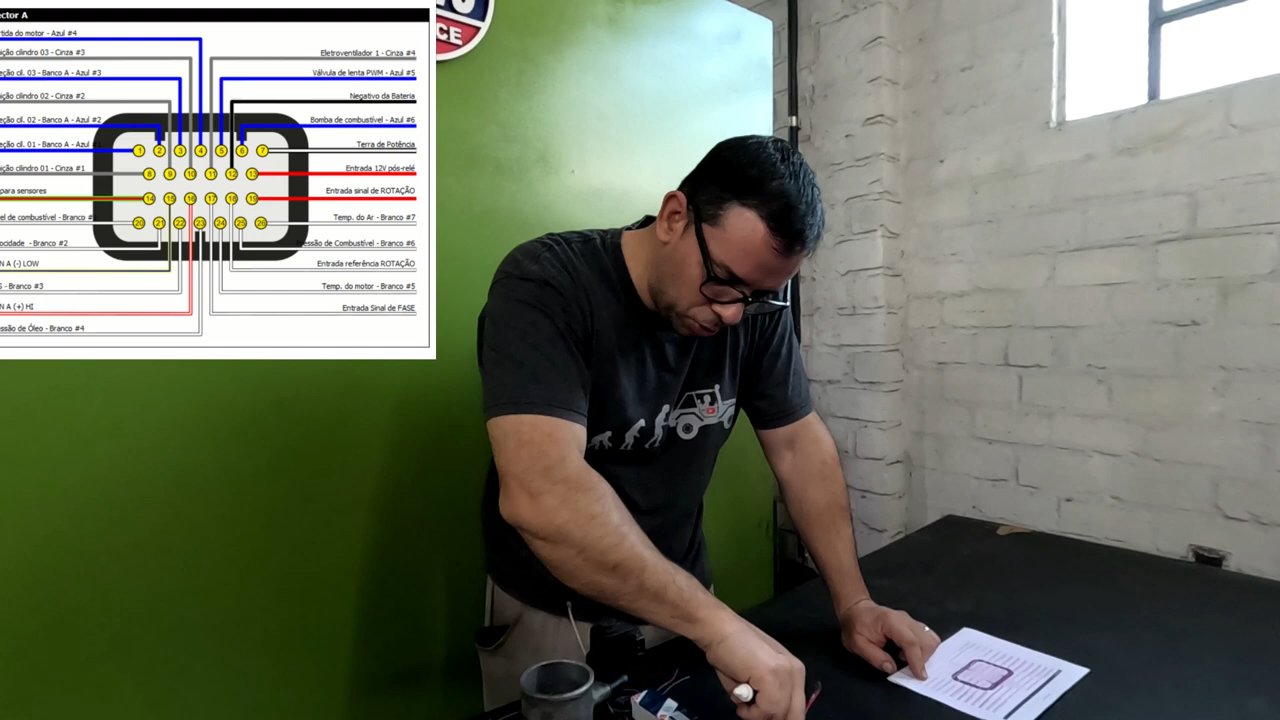 ector A
tida do motor - Azul #4
ição cilindro 03 - Cinza #3
Eletroventilador 1 - Cinza #4
eção cil. 03 - Banco A - Azul #3
Válvula de lenta PWM - Azul #5
ição cilindro 02 - Cinza #2
Negativo da Bateria
eção cil. 02 - Banco A - Azul #2
Bomba de combustível - Azul #6
eção cil. 01 - Banco A - Azul #1
Terra de Potência
1 2 3 4 5 6 7
ição cilindro 01 - Cinza #1
Entrada 12V pós-relé
8 9 10 11 12 13
para sensores
Entrada sinal de ROTAÇÃO
14 15 16 17 18 19
el de combustível - Branco #
Temp. do Ar - Branco #7
20 21 22 23 24 25 26
ocidade - Branco #2
essão de Combustível - Branco #6
N A (-) LOW
Entrada referência ROTAÇÃO
S - Branco #3
Temp. do motor - Branco #5
N A (+) HI
Entrada Sinal de FASE
ssão de Óleo - Branco #4
CE